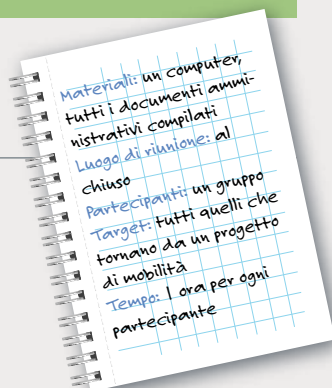 Materiali: un computer,
tutti i documenti ammi-
nistrativi compilati
Luogo di riunione: al
chiuso
Partecipanti: un gruppo
Target: tutti quelli che
tornano da un progetto
di mobilità
Tempo: 1 ora per ogni
partecipante